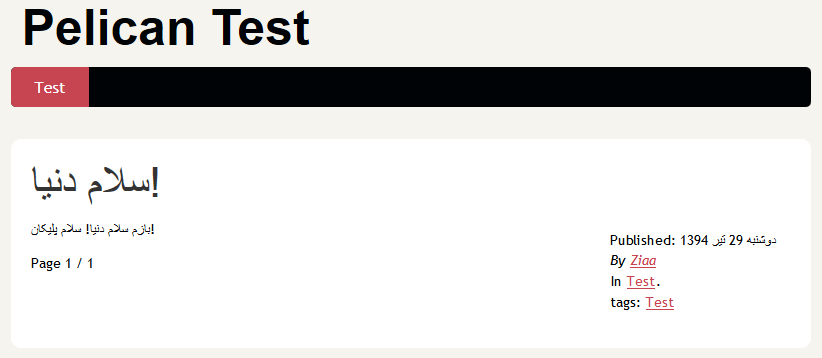 Pelican Test
Test
سلام دنیا!
بازم سلام دنیا! سلام پلیکان!
Page 1 / 1
Published: دوشنبه 29 تیر 1394
By Ziaa
In Test.
tags: Test